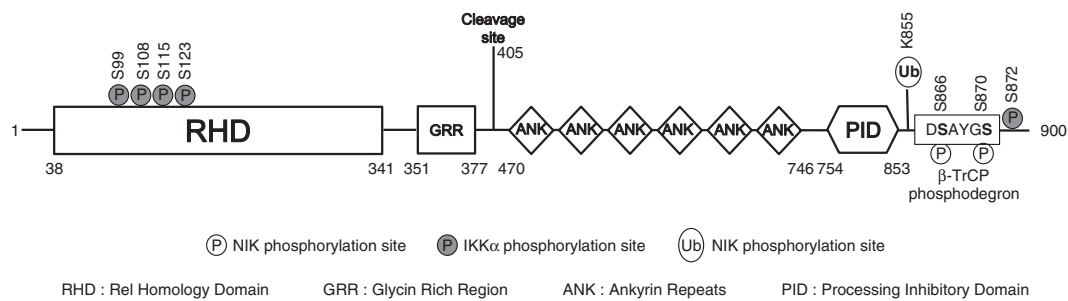 Cleavage
site
405
K855
S99
S108
S115
S123
S866
S870
S872
P P P P
Ub
P
1
RHD
GRR
ANK ANK ANK ANK ANK ANK
PID
DSAYGS
900
38
341
351
377
470
746
754
853
P P
β-TrCP
phosphodegron
P NIK phosphorylation site
P IKKα phosphorylation site
Ub NIK phosphorylation site
RHD : Rel Homology Domain
GRR : Glycin Rich Region
ANK : Ankyrin Repeats
PID : Processing Inhibitory Domain